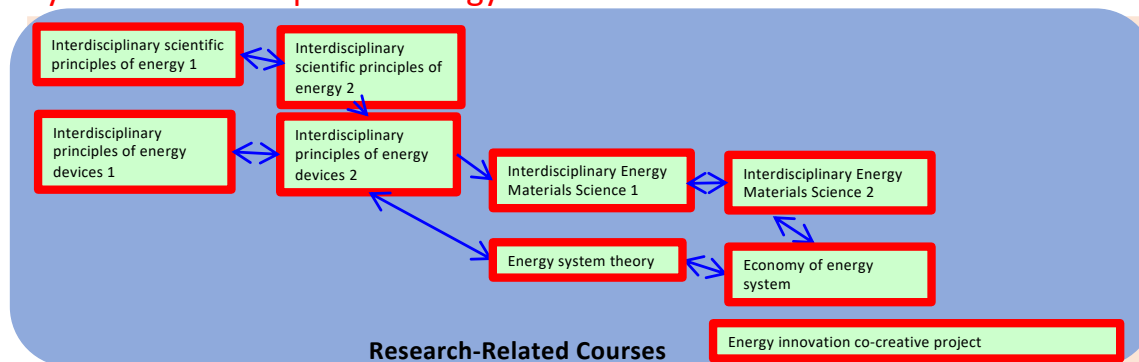 Interdisciplinary scientific
principles of energy 1
Interdisciplinary
scientific principles of
energy 2
Interdisciplinary
principles of energy
devices 1
Interdisciplinary
principles of energy
devices 2
Interdisciplinary Energy
Materials Science 1
Interdisciplinary Energy
Materials Science 2
Energy system theory
Economy of energy
system
Energy innovation co-creative project
Research-Related Courses